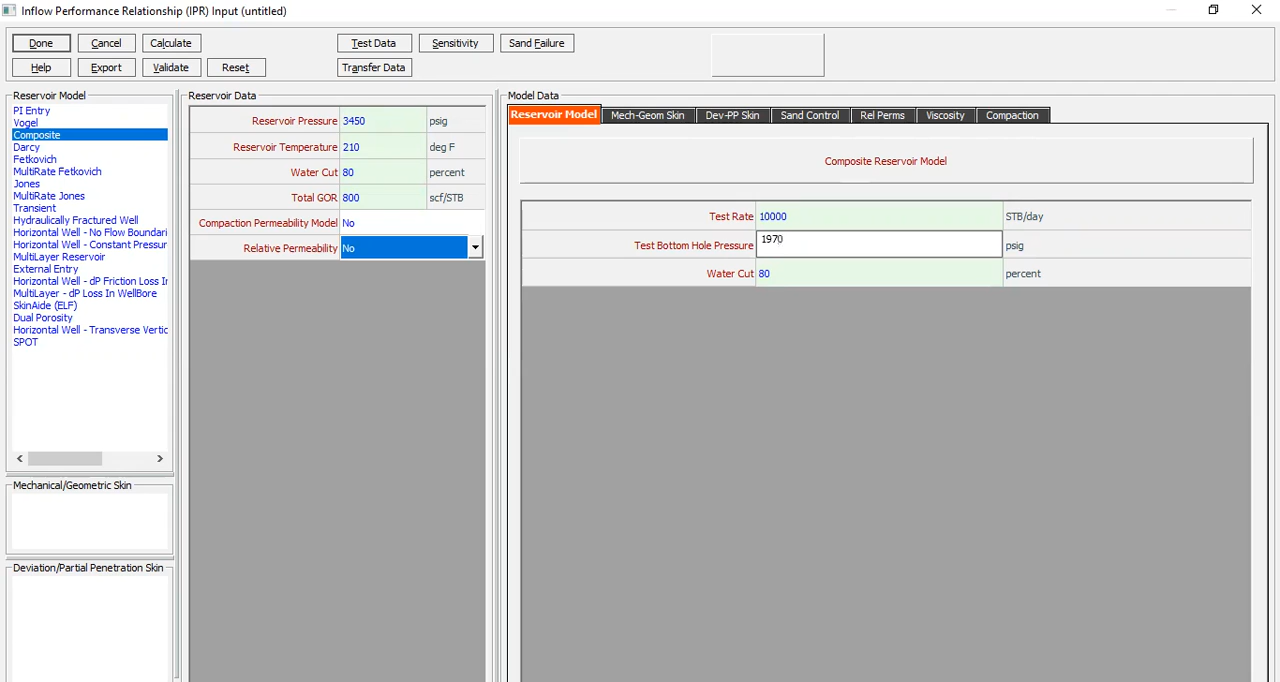 Inflow Performance Relationship (IPR) Input (untitled)
Done Cancel Calculate Test Data Sensitivity Sand Failure
Help Export Validate Reset Transfer Data
Reservoir Model
PI Entry
Vogel
Composite
Darcy
Fetkovich
MultiRate Fetkovich
Jones
MultiRate Jones
Transient
Hydraulically Fractured Well
Horizontal Well - No Flow Boundari
Horizontal Well - Constant Pressur
MultiLayer Reservoir
External Entry
Horizontal Well - dP Friction Loss Ir
MultiLayer - dP Loss In WellBore
SkinAide (ELF)
Dual Porosity
Horizontal Well - Transverse Vertic
SPOT
Mechanical/Geometric Skin
Deviation/Partial Penetration Skin
Reservoir Data
Reservoir Pressure 3450 psig
Reservoir Temperature 210 deg F
Water Cut 80 percent
Total GOR 800 scf/STB
Compaction Permeability Model No
Relative Permeability No
Model Data
Reservoir Model Mech-Geom Skin Dev-PP Skin Sand Control Rel Perms Viscosity Compaction
Composite Reservoir Model
Test Rate 10000 STB/day
Test Bottom Hole Pressure 1970 psig
Water Cut 80 percent